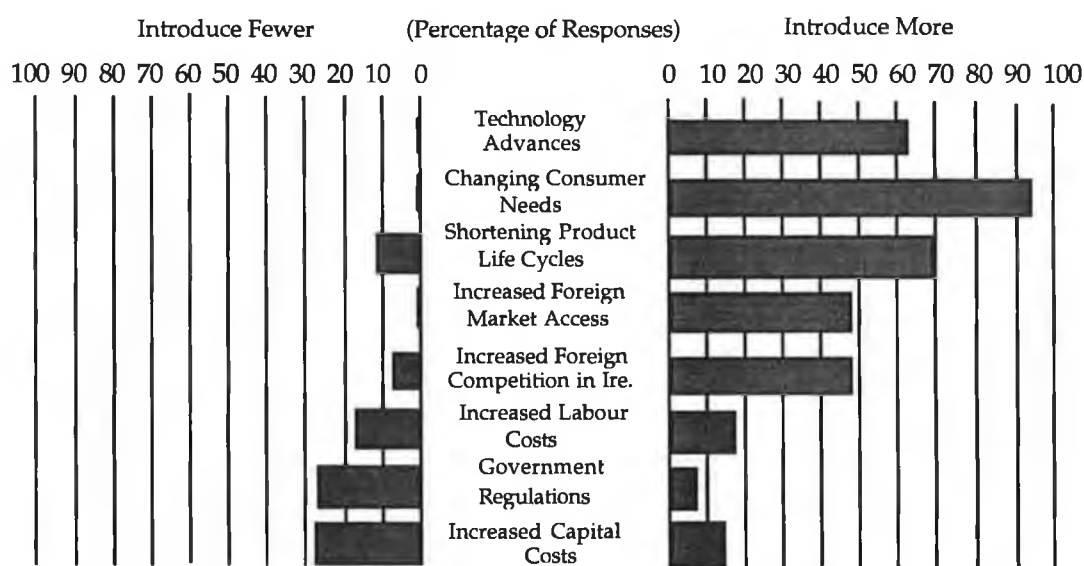 Introduce Fewer (Percentage of Responses) Introduce More
100 90 80 70 60 50 40 30 20 10 0 0 10 20 30 40 50 60 70 80 90 100
Technology
Advances
Changing Consumer
Needs
Shortening Product
Life Cycles
Increased Foreign
Market Access
Increased Foreign
Competition in Ire.
Increased Labour
Costs
Government
Regulations
Increased Capital
Costs